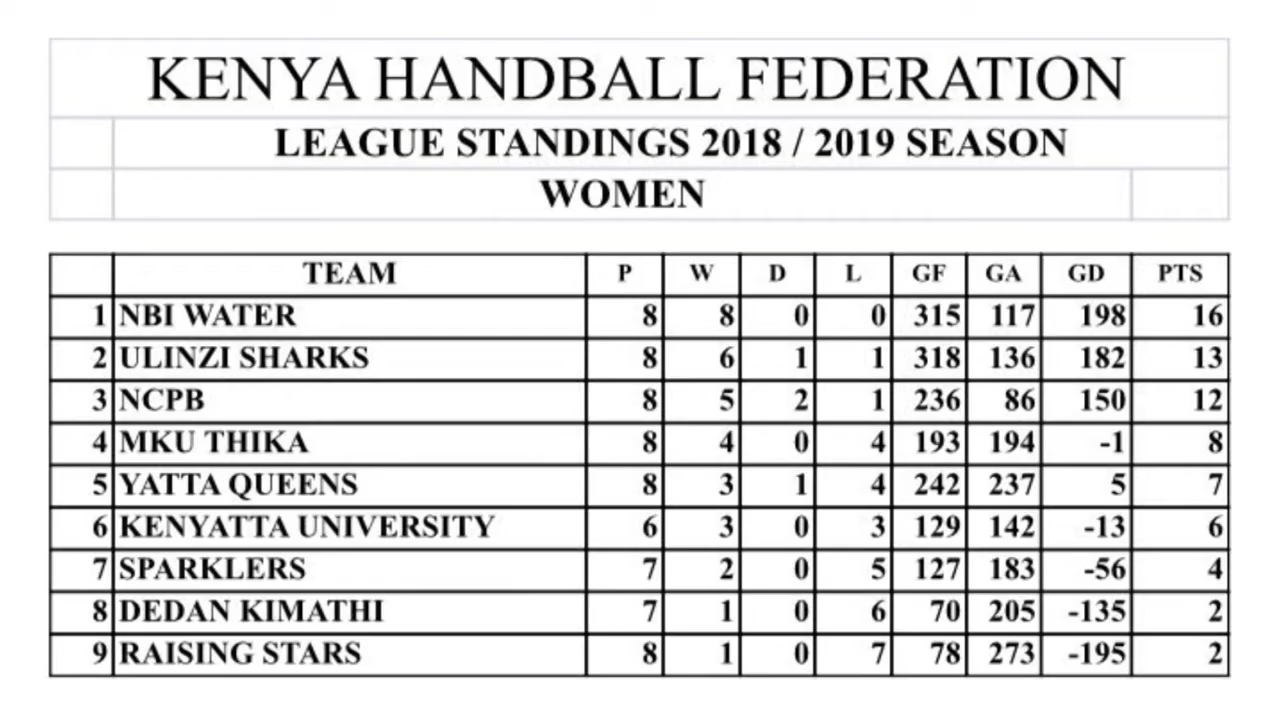 KENYA HANDBALL FEDERATION
LEAGUE STANDINGS 2018 / 2019 SEASON
WOMEN
TEAM P W D L GF GA GD PTS
1 NBI WATER 8 8 0 0 315 117 198 16
2 ULINZI SHARKS 8 6 1 1 318 136 182 13
3 NCPB 8 5 2 1 236 86 150 12
4 MKU THIKA 8 4 0 4 193 194 -1 8
5 YATTA QUEENS 8 3 1 4 242 237 5 7
6 KENYATTA UNIVERSITY 6 3 0 3 129 142 -13 6
7 SPARKLERS 7 2 0 5 127 183 -56 4
8 DEDAN KIMATHI 7 1 0 6 70 205 -135 2
9 RAISING STARS 8 1 0 7 78 273 -195 2